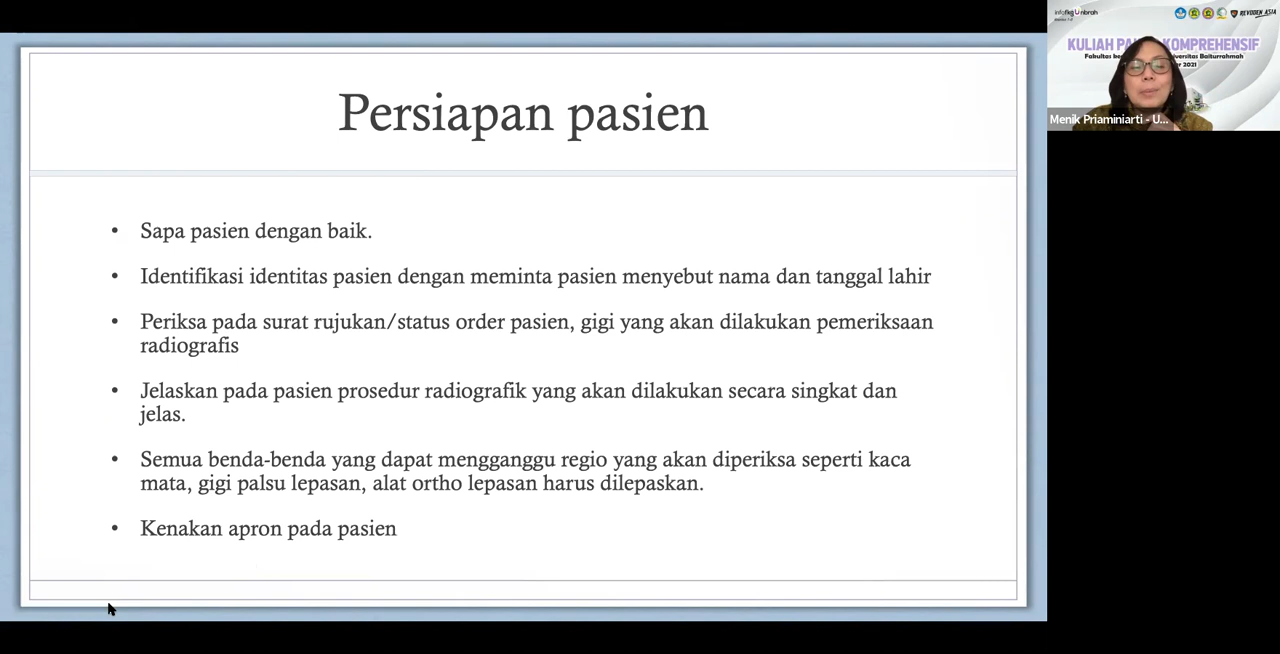 Persiapan pasien
• Sapa pasien dengan baik.
• Identifikasi identitas pasien dengan meminta pasien menyebut nama dan tanggal lahir
• Periksa pada surat rujukan/status order pasien, gigi yang akan dilakukan pemeriksaan
radiografis
• Jelaskan pada pasien prosedur radiografik yang akan dilakukan secara singkat dan
jelas.
• Semua benda-benda yang dapat mengganggu regio yang akan diperiksa seperti kaca
mata, gigi palsu lepasan, alat ortho lepasan harus dilepaskan.
• Kenakan apron pada pasien
REVODEN ASIA
KULIAH KOMPREHENSIF
Fakultas Universitas Baiturrahmah
2021
Menik Priaminiarti - U...